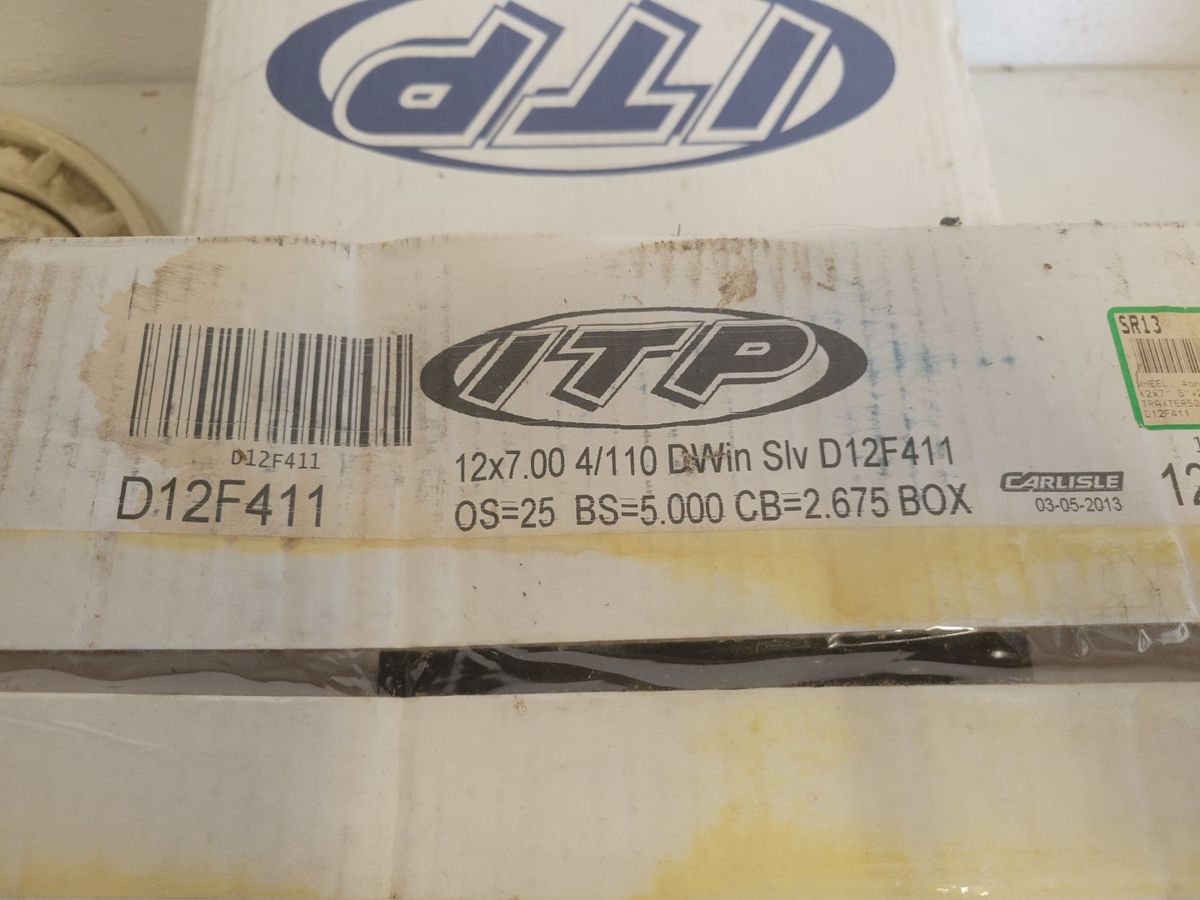 ITP
ITP
D12F411
D12F411
12x7.00 4/110 DWin Slv D12F411
OS=25 BS=5.000 CB=2.675 BOX
CARLISLE
03-05-2013
SR13
D12F411
12